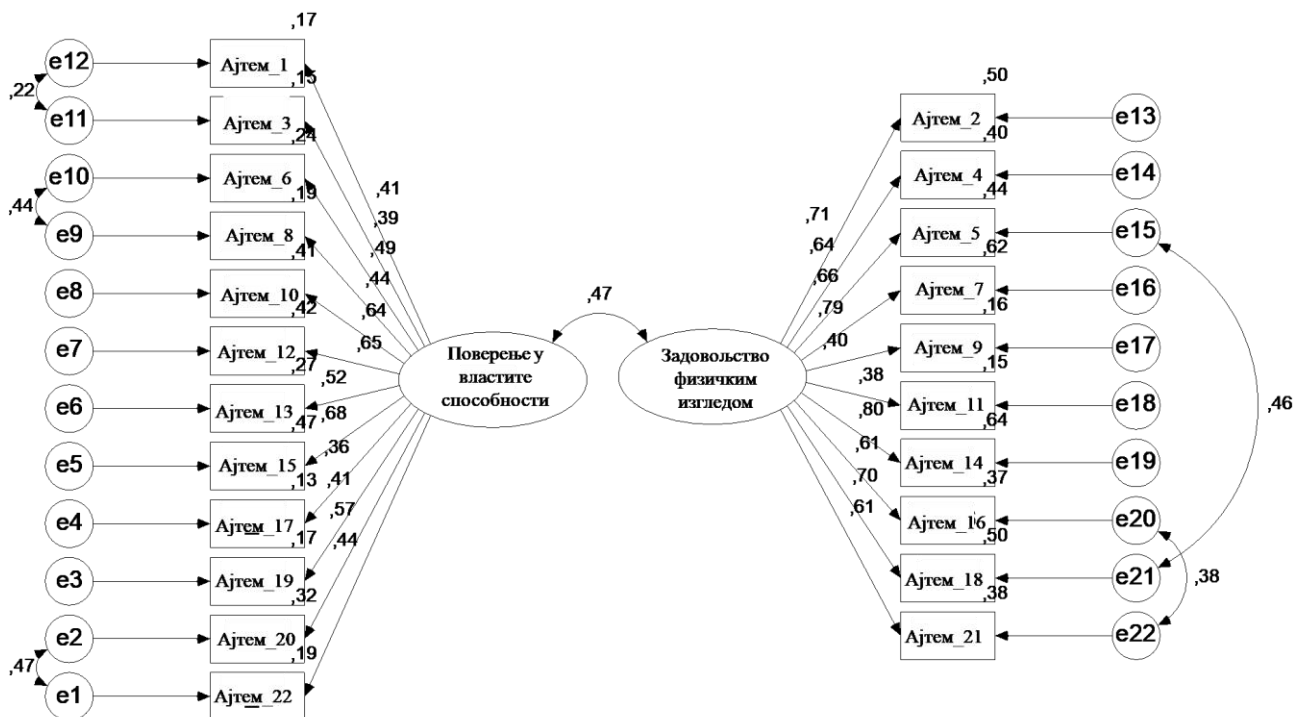 ,17
e12
Ајтем_1
,22
,15
e11
Ајтем_3
,24
e10
Ајтем_6
,44
,19
e9
Ајтем_8
,41
e8
Ајтем_10
,42
e7
Ајтем_12
,27
e6
Ајтем_13
,47
e5
Ајтем_15
,13
e4
Ајтем_17
,17
e3
Ајтем_19
,32
e2
Ајтем_20
,47
,19
e1
Ајтем_22
,41
,39
,49
,44
,64
,65
,52
,68
,36
,41
,57
,44
Поверење у
властите
способности
,47
Задовољство
физичким
изгледом
,71
,64
,66
,79
,40
,38
,80
,61
,70
,61
,50
Ајтем_2
e13
,40
Ајтем_4
e14
,44
Ајтем_5
e15
,62
Ајтем_7
e16
,16
Ајтем_9
e17
,15
Ајтем_11
e18
,46
,64
Ајтем_14
e19
,37
Ајтем_16
e20
,50
Ајтем_18
e21
,38
,38
Ајтем_21
e22